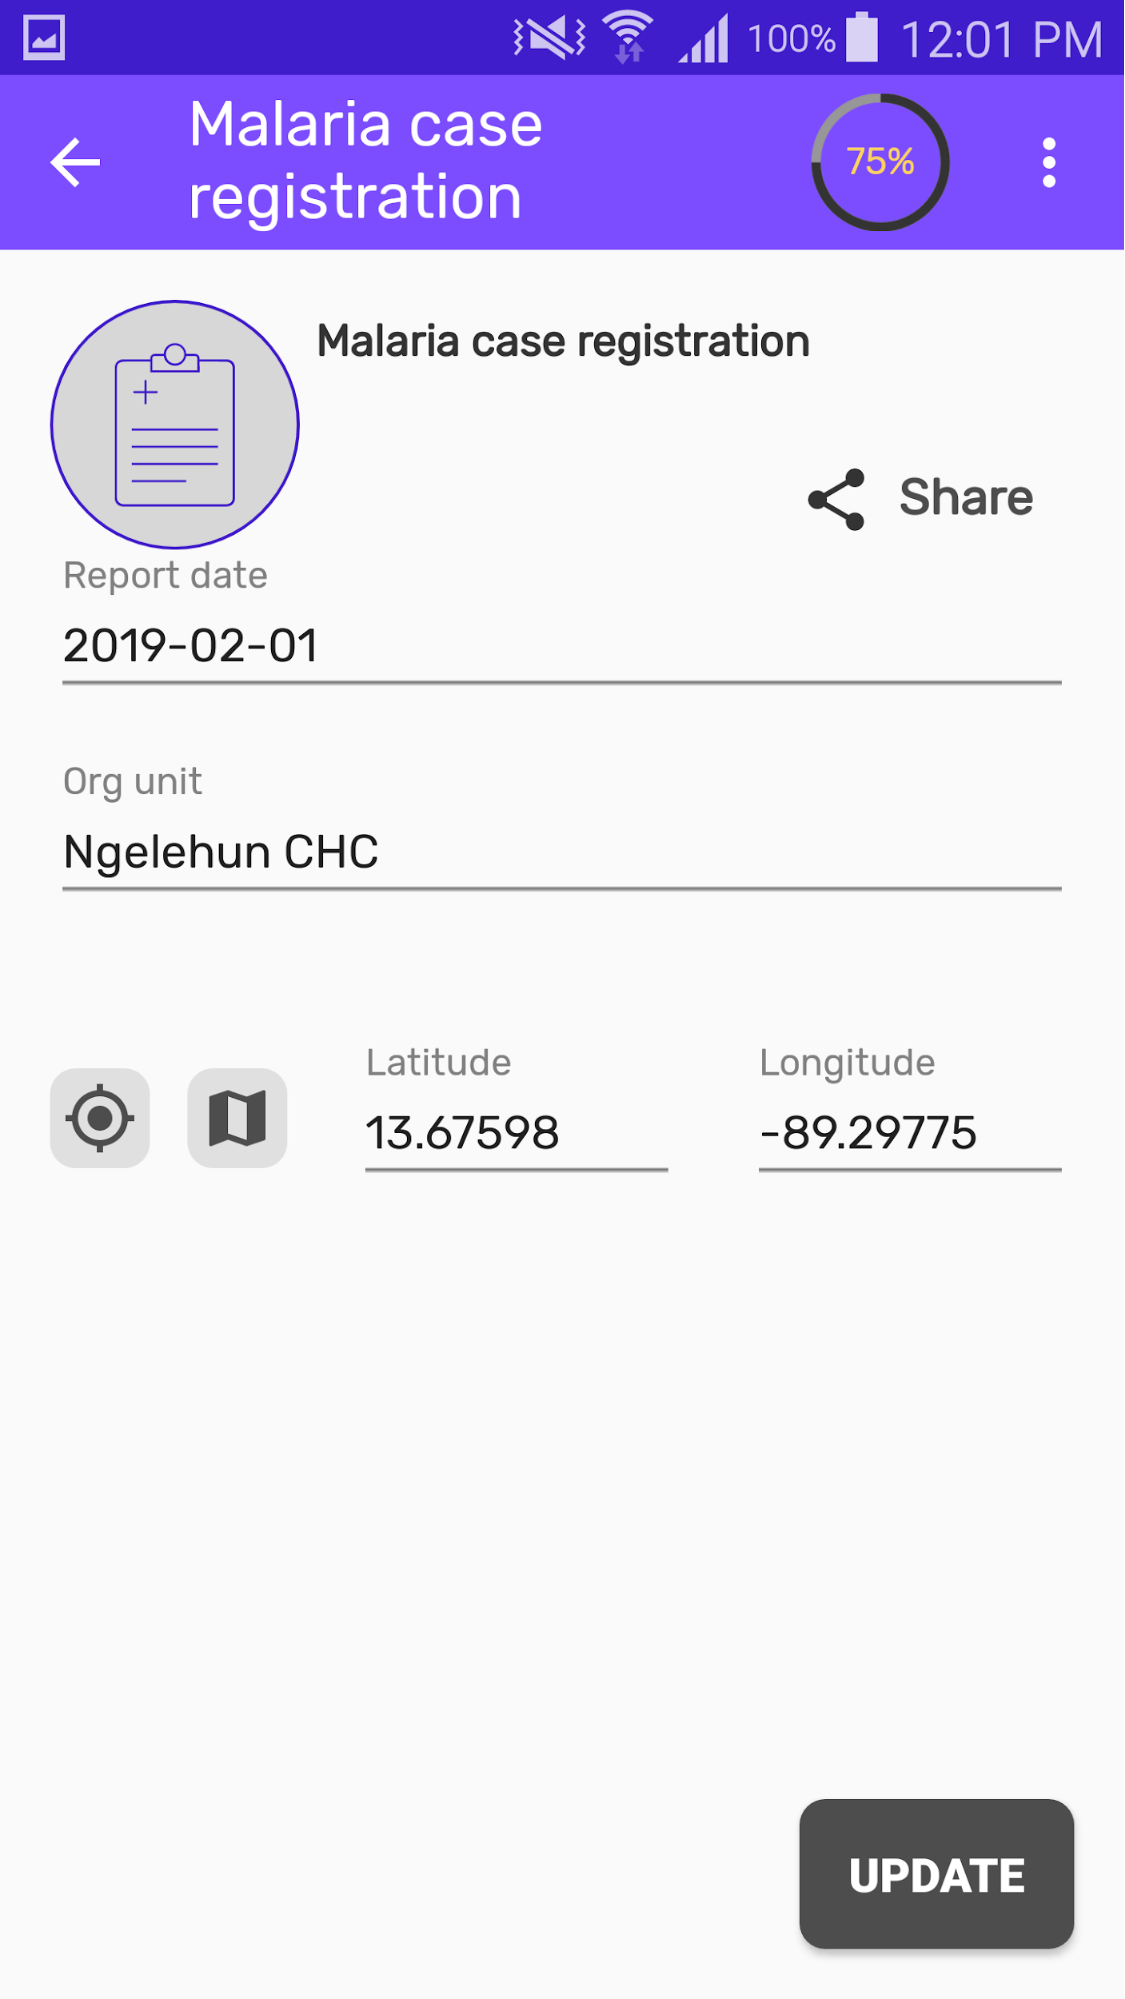 100% 12:01 PM
Malaria case
registration
75%
Malaria case registration
Share
Report date
2019-02-01
Org unit
Ngelehun CHC
Latitude
Longitude
13.67598
-89.29775
UPDATE